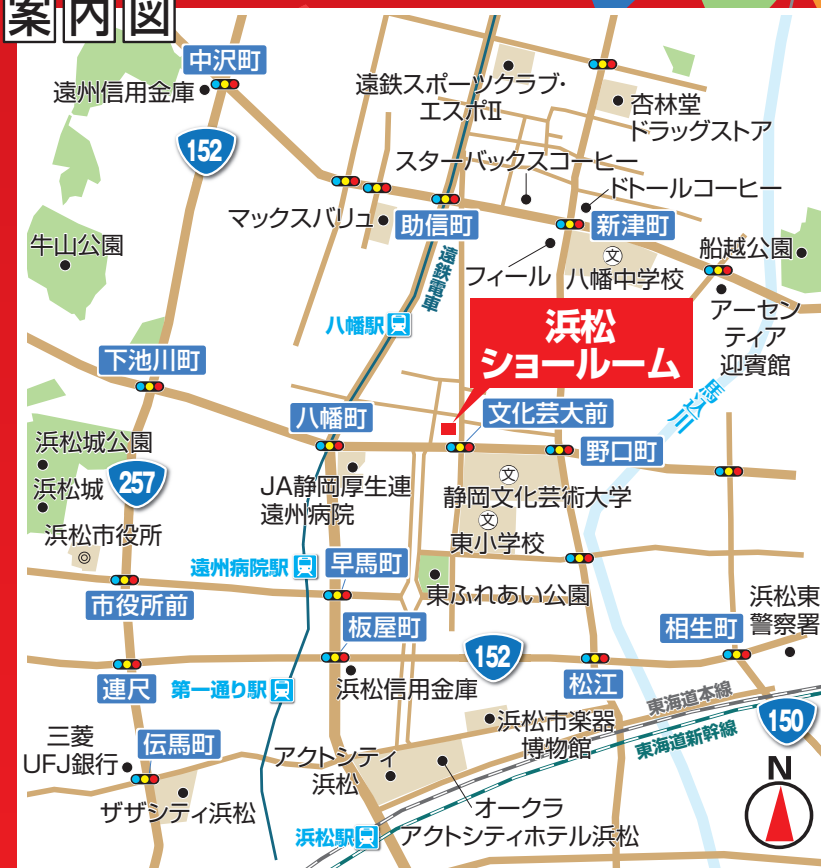 案内図
中沢町
遠州信用金庫
152
遠鉄スポーツクラブ・
エスポⅡ
杏林堂
ドラッグストア
スターバックスコーヒー
ドトールコーヒー
マックスバリュ
助信町
新津町
牛山公園
遠鉄電車
フィール
文
八幡中学校
船越公園
アーセン
ティア
迎賓館
八幡駅
浜松
ショールーム
下池川町
馬込川
八幡町
文化芸大前
野口町
浜松城公園
浜松城
257
JA静岡厚生連
遠州病院
文
静岡文化芸術大学
文
東小学校
浜松市役所
遠州病院駅
早馬町
東ふれあい公園
市役所前
板屋町
152
相生町
浜松東
警察署
連尺
第一通り駅
浜松信用金庫
松江
東海道本線
東海道新幹線
150
浜松市楽器
博物館
三菱
UFJ銀行
伝馬町
アクトシティ
浜松
ザザシティ浜松
オークラ
アクトシティホテル浜松
浜松駅
N